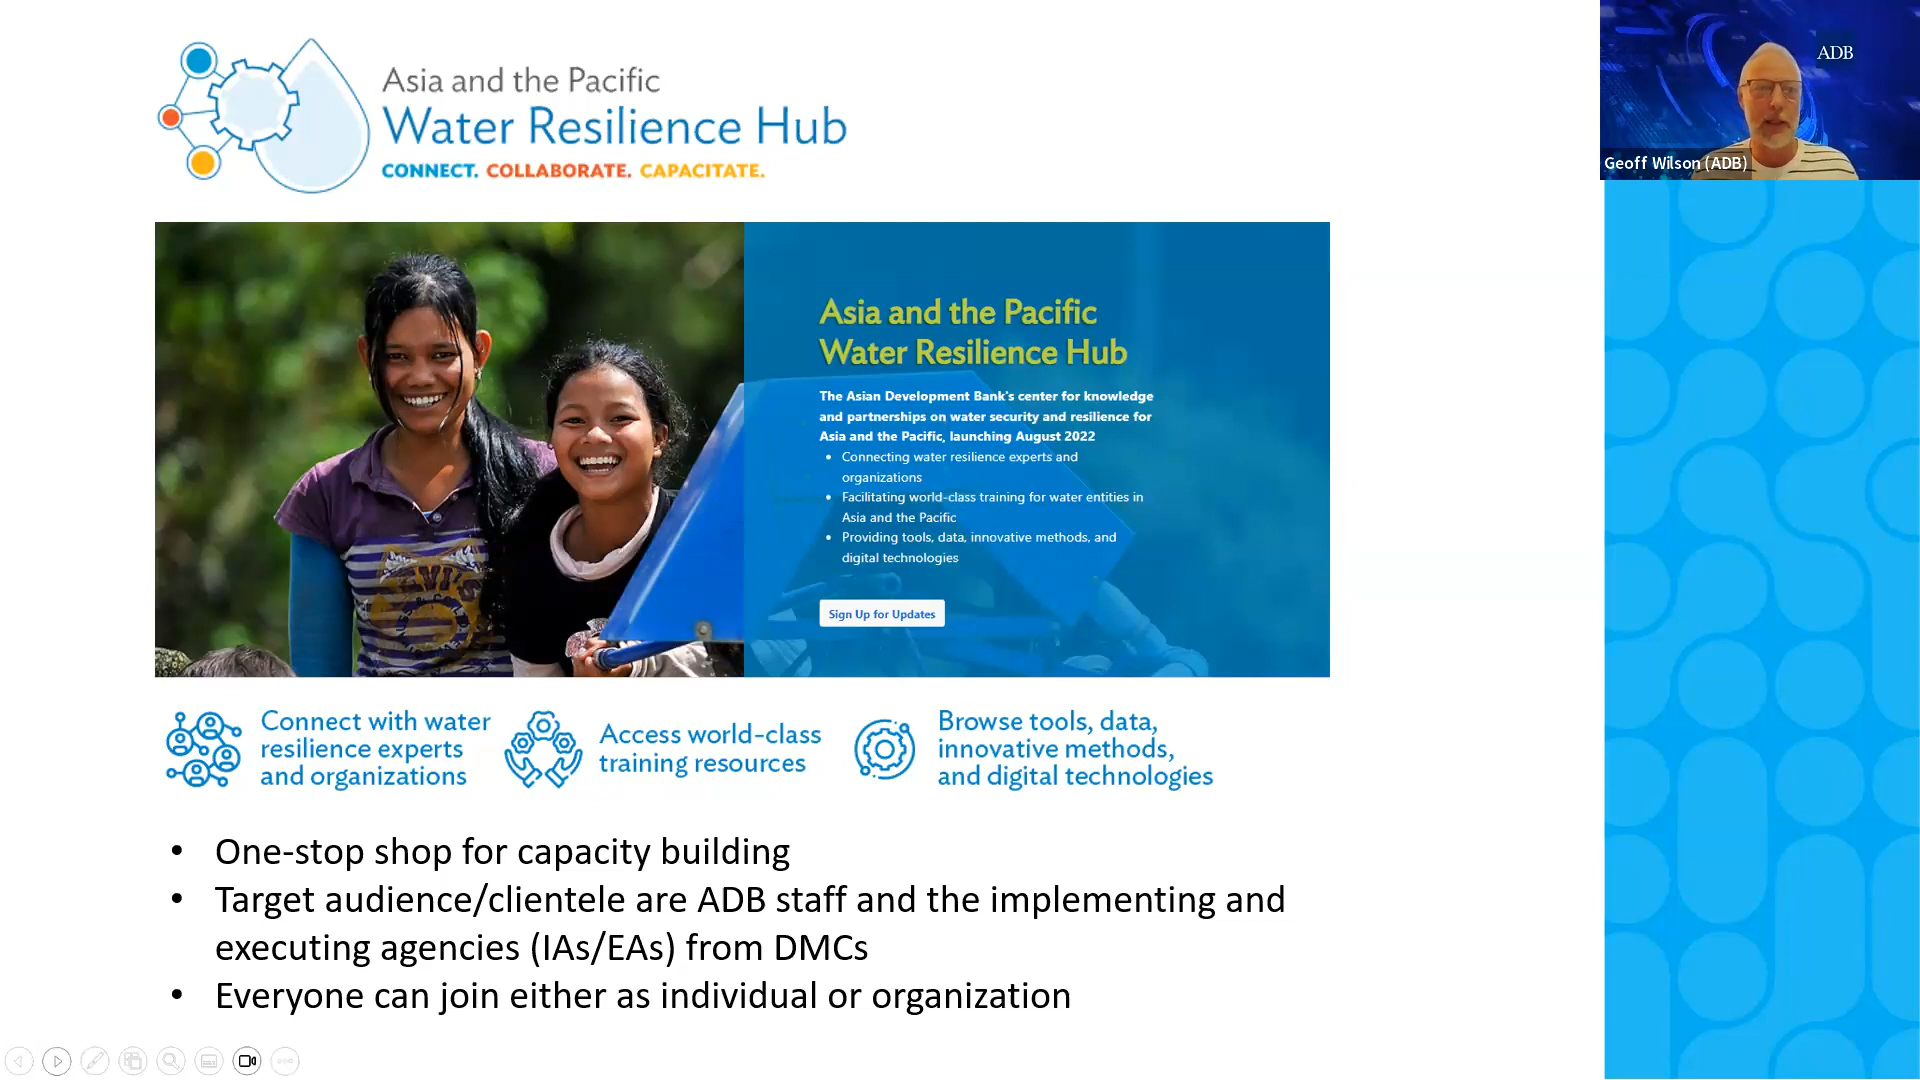 Asia and the Pacific
Water Resilience Hub
CONNECT. COLLABORATE. CAPACITATE.
ADB
Geoff Wilson (ADB)
Asia and the Pacific
Water Resilience Hub
The Asian Development Bank's center for knowledge
and partnerships on water security and resilience for
Asia and the Pacific, launching August 2022
• Connecting water resilience experts and
organizations
• Facilitating world-class training for water entities in
Asia and the Pacific
• Providing tools, data, innovative methods, and
digital technologies
Sign Up for Updates
Connect with water
resilience experts
and organizations
Access world-class
training resources
Browse tools, data,
innovative methods,
and digital technologies
• One-stop shop for capacity building
• Target audience/clientele are ADB staff and the implementing and
executing agencies (IAs/EAs) from DMCs
• Everyone can join either as individual or organization